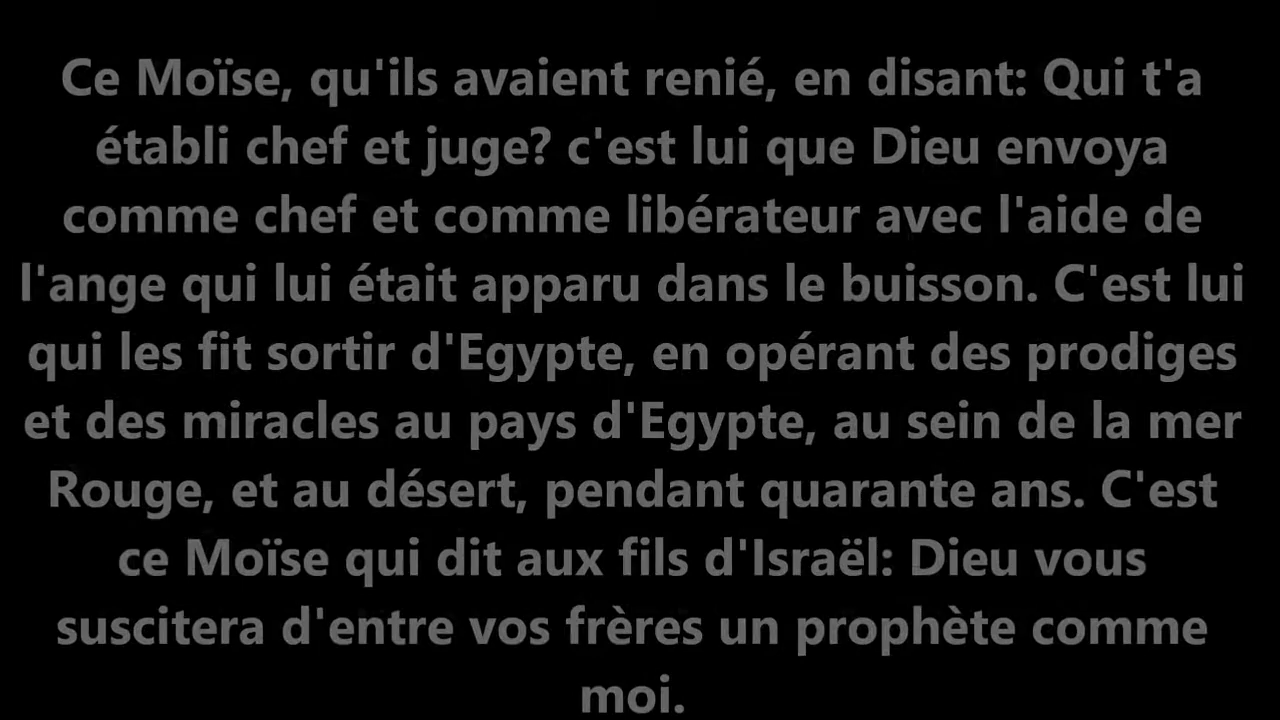 Ce Moïse, qu'ils avaient renié, en disant: Qui t'a
établi chef et juge? c'est lui que Dieu envoya
comme chef et comme libérateur avec l'aide de
l'ange qui lui était apparu dans le buisson. C'est lui
qui les fit sortir d'Egypte, en opérant des prodiges
et des miracles au pays d'Egypte, au sein de la mer
Rouge, et au désert, pendant quarante ans. C'est
ce Moïse qui dit aux fils d'Israël: Dieu vous
suscitera d'entre vos frères un prophète comme
moi.